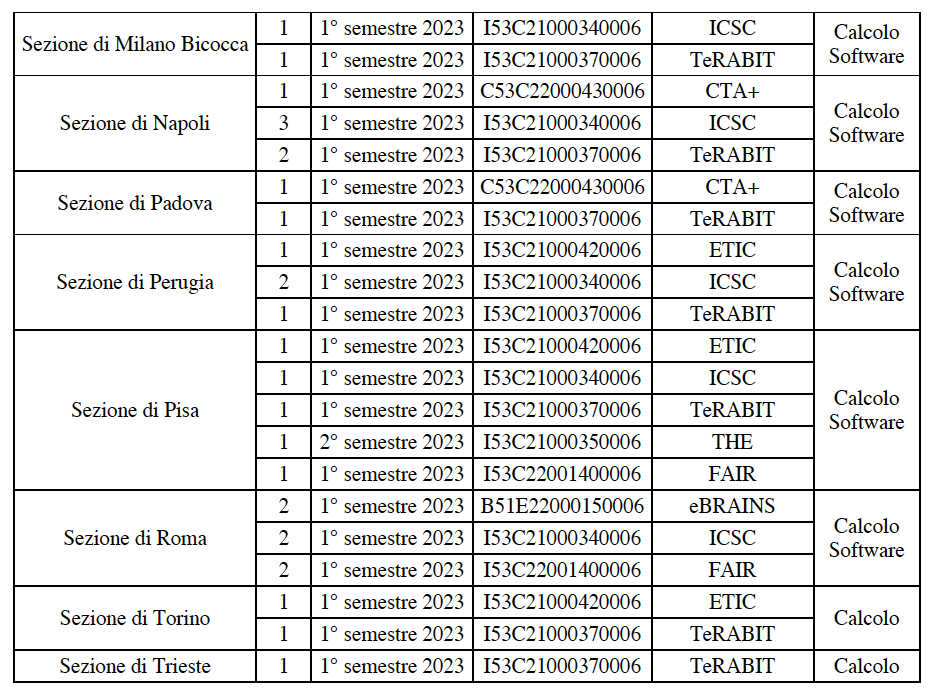 Sezione di Milano Bicocca 1 1° semestre 2023 I53C21000340006 ICSC Calcolo Software
1 1° semestre 2023 I53C21000370006 TeRABIT
Sezione di Napoli 1 1° semestre 2023 C53C22000430006 CTA+ Calcolo Software
3 1° semestre 2023 I53C21000340006 ICSC
2 1° semestre 2023 I53C21000370006 TeRABIT
Sezione di Padova 1 1° semestre 2023 C53C22000430006 CTA+ Calcolo Software
1 1° semestre 2023 I53C21000370006 TeRABIT
Sezione di Perugia 1 1° semestre 2023 I53C21000420006 ETIC Calcolo Software
2 1° semestre 2023 I53C21000340006 ICSC
1 1° semestre 2023 I53C21000370006 TeRABIT
Sezione di Pisa 1 1° semestre 2023 I53C21000420006 ETIC Calcolo Software
1 1° semestre 2023 I53C21000340006 ICSC
1 1° semestre 2023 I53C21000370006 TeRABIT
1 2° semestre 2023 I53C21000350006 THE
1 1° semestre 2023 I53C22001400006 FAIR
Sezione di Roma 2 1° semestre 2023 B51E22000150006 eBRAINS Calcolo Software
2 1° semestre 2023 I53C21000340006 ICSC
2 1° semestre 2023 I53C22001400006 FAIR
Sezione di Torino 1 1° semestre 2023 I53C21000420006 ETIC Calcolo
1 1° semestre 2023 I53C21000370006 TeRABIT
Sezione di Trieste 1 1° semestre 2023 I53C21000370006 TeRABIT Calcolo